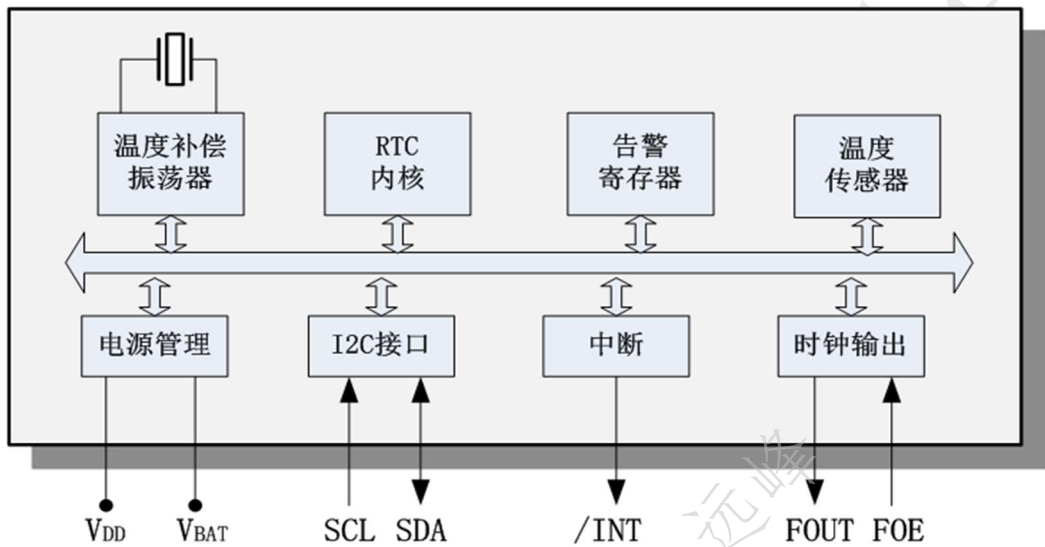 温度补偿
振荡器
RTC
内核
告警
寄存器
温度
传感器
电源管理
I2C接口
中断
时钟输出
VDD
VBAT
SCL
SDA
/INT
FOUT
FOE
远峰